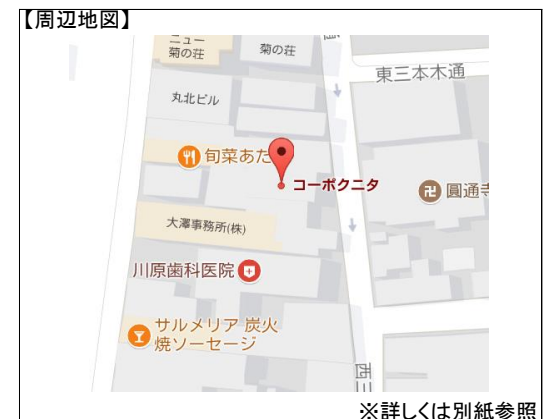 【周辺地図】
ニュー
菊の荘
菊の荘
東三本木通
丸北ビル
旬菜あた
コーポクニタ
圓通寺
大澤事務所(株)
川原歯科医院
サルメリア 炭火
焼ソーセージ
西三
※詳しくは別紙参照